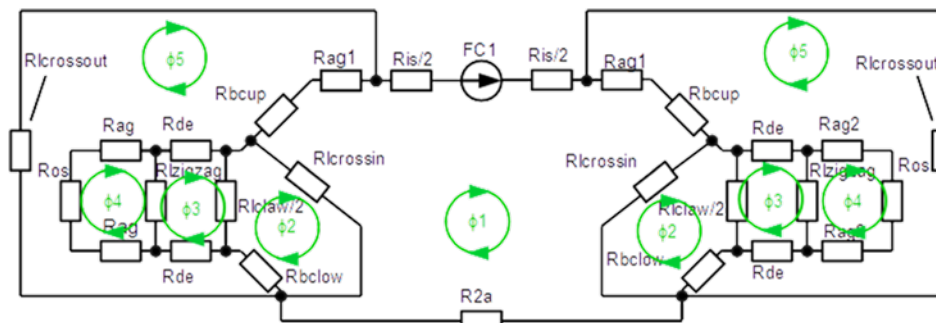 FC1
Ris/2
Ris/2
Rag1
Rag1
ϕ5
ϕ5
Rlcrossout
Rlcrossout
Rbcup
Rbcup
Rag
Rde
Rde
Rag2
Rlcrossin
Rlcrossin
Ros
Rlzigzag
Rlzigzag
Ros
ϕ4
ϕ3
Rlclaw/2
ϕ2
ϕ1
ϕ2
Rlclaw/2
ϕ3
ϕ4
Rag
Rde
Rbclow
Rbclow
Rde
Rag2
R2a